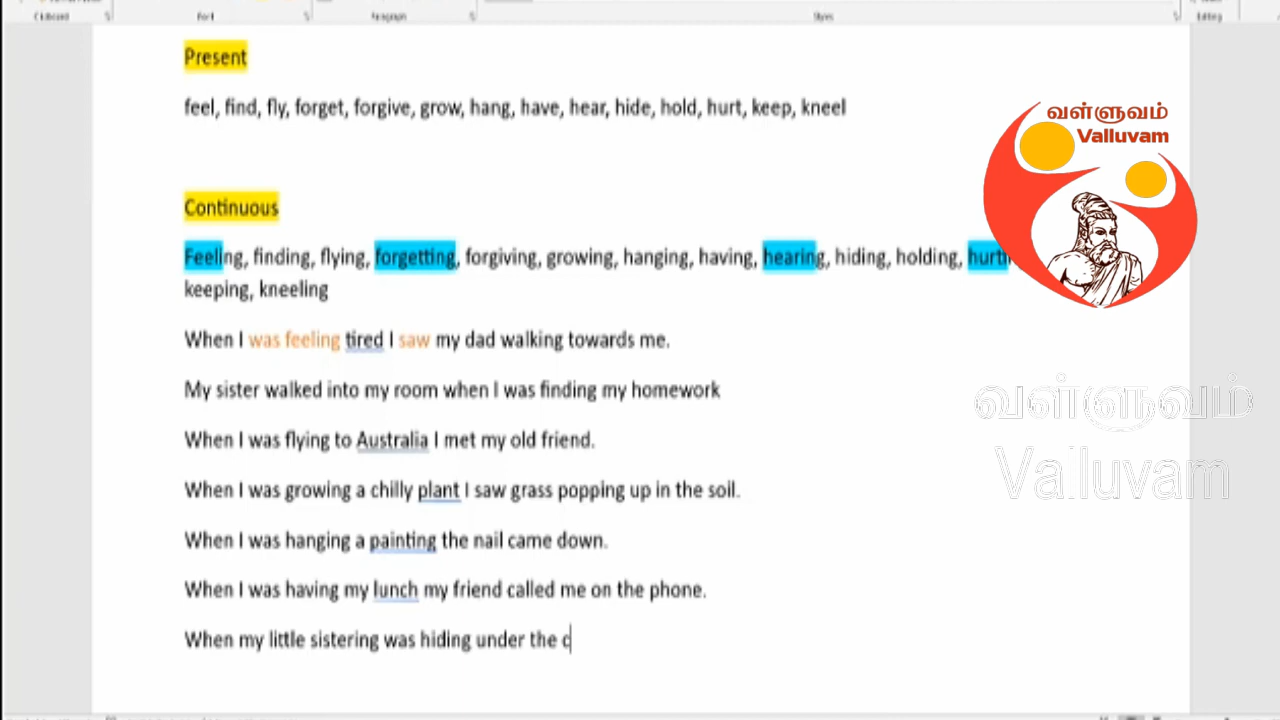 Clipboard
Font
Paragraph
Styles
Editing
Present
feel, find, fly, forget, forgive, grow, hang, have, hear, hide, hold, hurt, keep, kneel
வள்ளுவம்
Valluvam
Continuous
Feeling, finding, flying, forgetting, forgiving, growing, hanging, having, hearing, hiding, holding, hurti
keeping, kneeling
When I was feeling tired I saw my dad walking towards me.
My sister walked into my room when I was finding my homework
வள்ளுவம்
When I was flying to Australia I met my old friend.
Valluvam
When I was growing a chilly plant I saw grass popping up in the soil.
When I was hanging a painting the nail came down.
When I was having my lunch my friend called me on the phone.
When my little sistering was hiding under the c